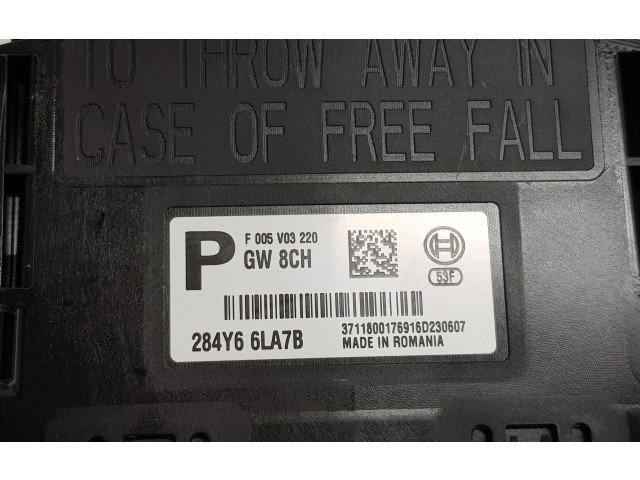 TO THROW AWAY IN
CASE OF FREE FALL
P
F 005 V03 220
GW 8CH
53F
284Y6 6LA7B
3711800176916D230607
MADE IN ROMANIA